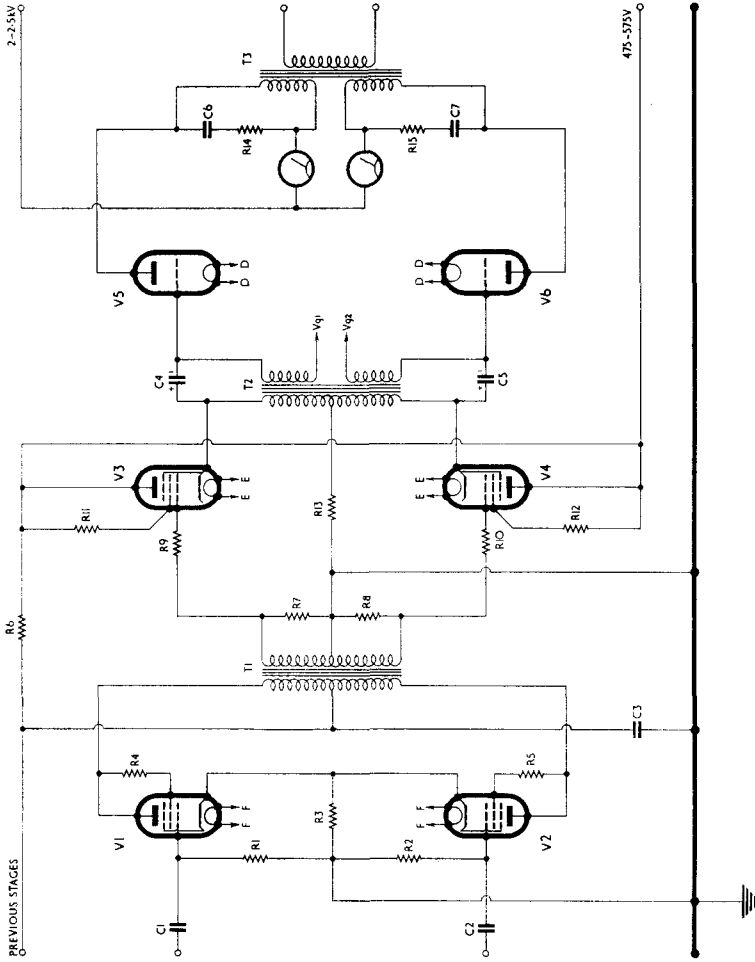 PREVIOUS STAGES
2–2·5kV
R6
T3
C6
R14
R15
C7
V5
D D
D D
V6
C4
+ -
T2
Vg1
Vg2
+ -
C5
V3
E E
E E
V4
R11
R9
R13
R10
R12
475–575V
R7
R8
T1
C3
R4
R5
V1
F F
R3
F F
V2
R1
R2
C1
C2